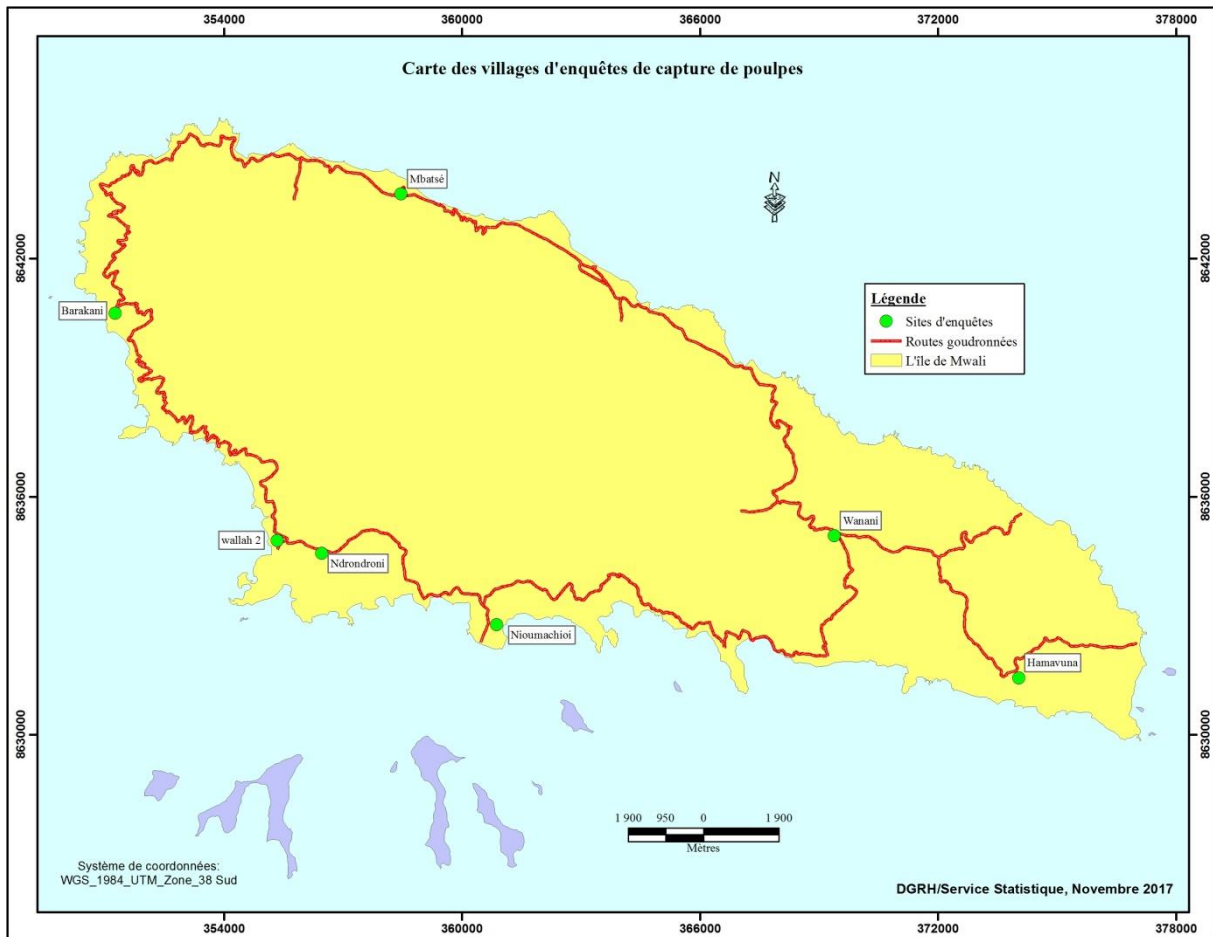 354000 360000 366000 372000 378000
Carte des villages d'enquêtes de capture de poulpes
N
Mbatsé
8642000 8642000
Légende
Sites d'enquêtes
Routes goudronnées
L'île de Mwali
Barakani
8636000 8636000
Wanani
wallah 2
Ndrondroni
Nioumachioi
Hamavuna
8630000 8630000
1 900 950 0 1 900
Mètres
Système de coordonnées:
WGS_1984_UTM_Zone_38 Sud
DGRH/Service Statistique, Novembre 2017
354000 360000 366000 372000 378000